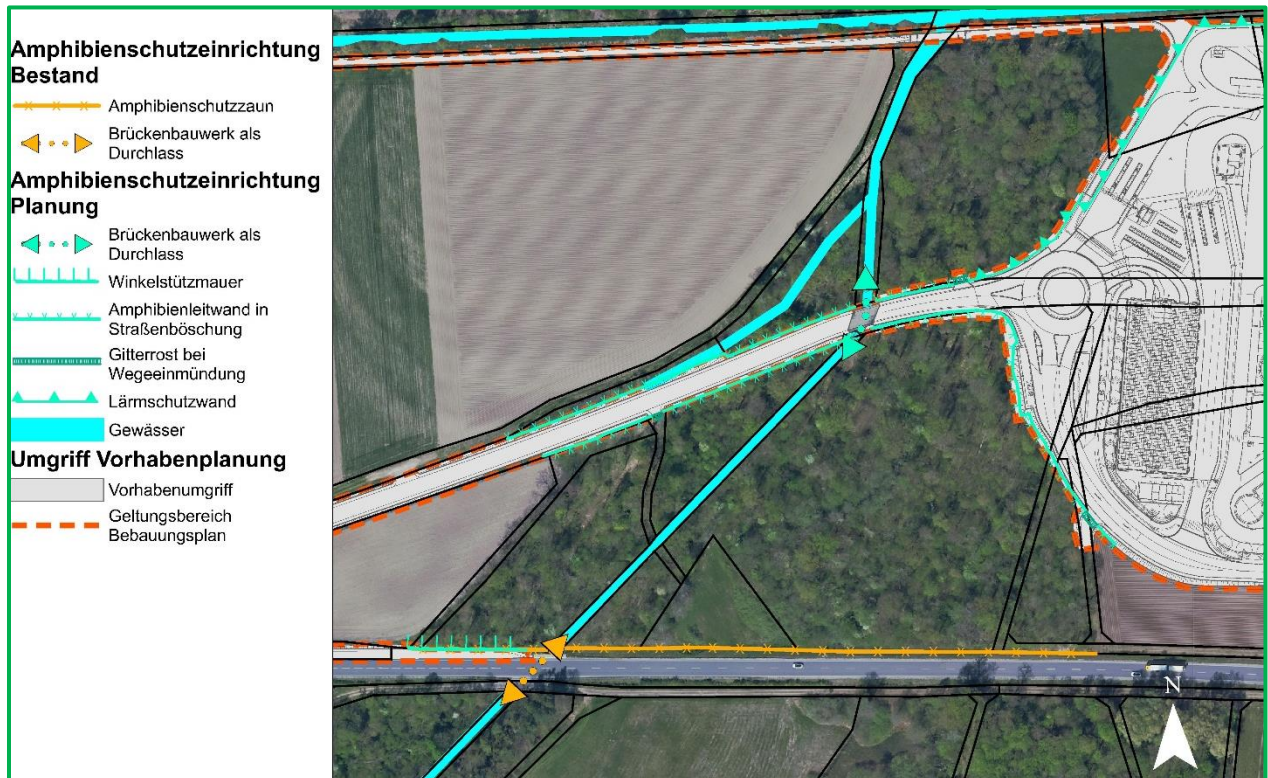 Amphibienschutzeinrichtung
Bestand
Amphibienschutzzaun
Brückenbauwerk als
Durchlass
Amphibienschutzeinrichtung
Planung
Brückenbauwerk als
Durchlass
Winkelstützmauer
Amphibienleitwand in
Straßenböschung
Gitterrost bei
Wegeeinmündung
Lärmschutzwand
Gewässer
Umgriff Vorhabenplanung
Vorhabenumgriff
Geltungsbereich
Bebauungsplan
N